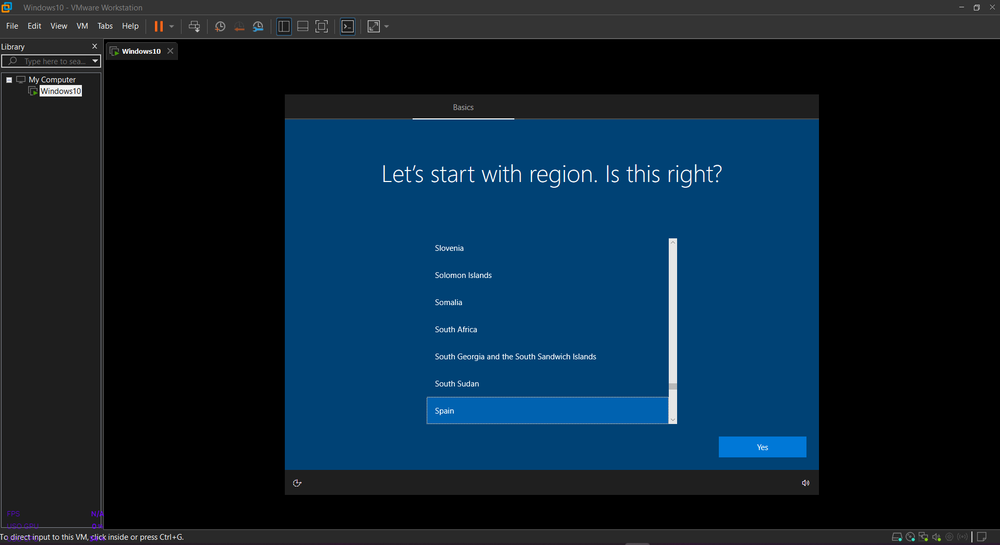 Windows10 - VMware Workstation
File Edit View VM Tabs Help
Library
Windows10
Type here to sea...
My Computer
Windows10
Basics
Let's start with region. Is this right?
Slovenia
Solomon Islands
Somalia
South Africa
South Georgia and the South Sandwich Islands
South Sudan
Spain
Yes
FPS N/A
USO GPU 0
To direct input to this VM, click inside or press Ctrl+G.